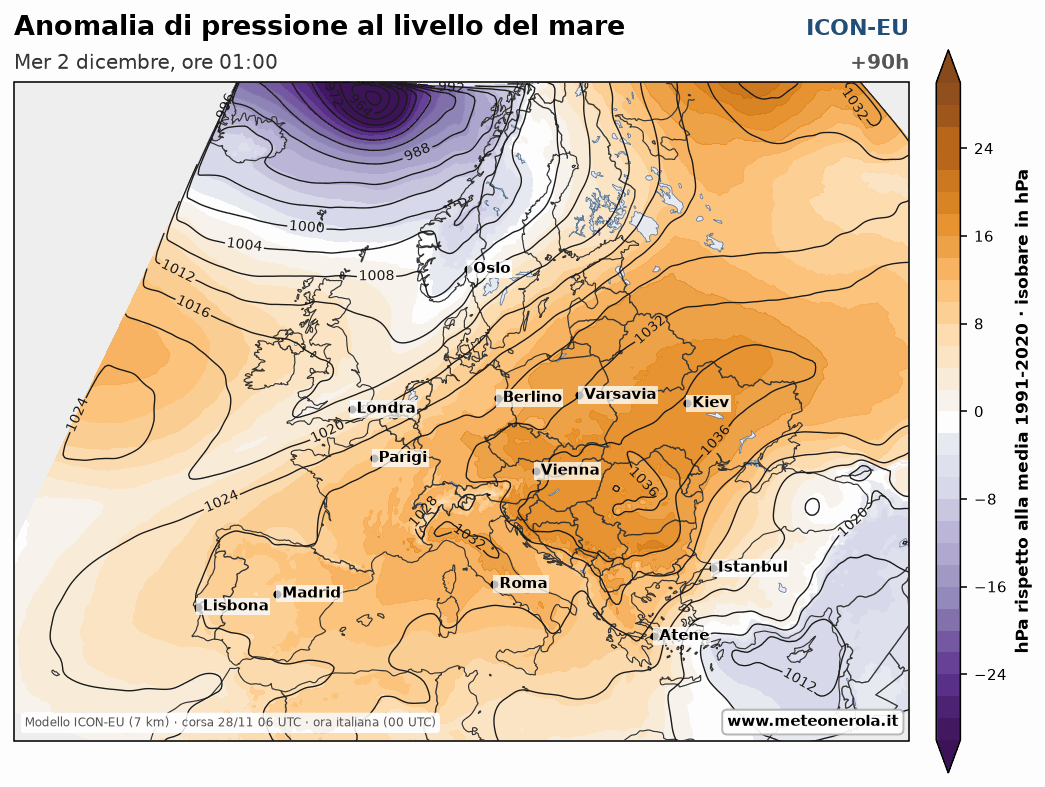 Anomalia di pressione al livello del mare
ICON-EU
Mer 2 dicembre, ore 01:00
+90h
996
988
1032
1000
1004
1008
1012
1016
Oslo
1032
1024
Berlino
Varsavia
Kiev
Londra
1020
1036
Parigi
Vienna
1036
1024
1028
1032
1020
Istanbul
Roma
Madrid
Lisbona
Atene
1012
Modello ICON-EU (7 km) · corsa 28/11 06 UTC · ora italiana (00 UTC)
www.meteonerola.it
24
16
8
0
−8
−16
−24
hPa rispetto alla media 1991-2020 · isobare in hPa